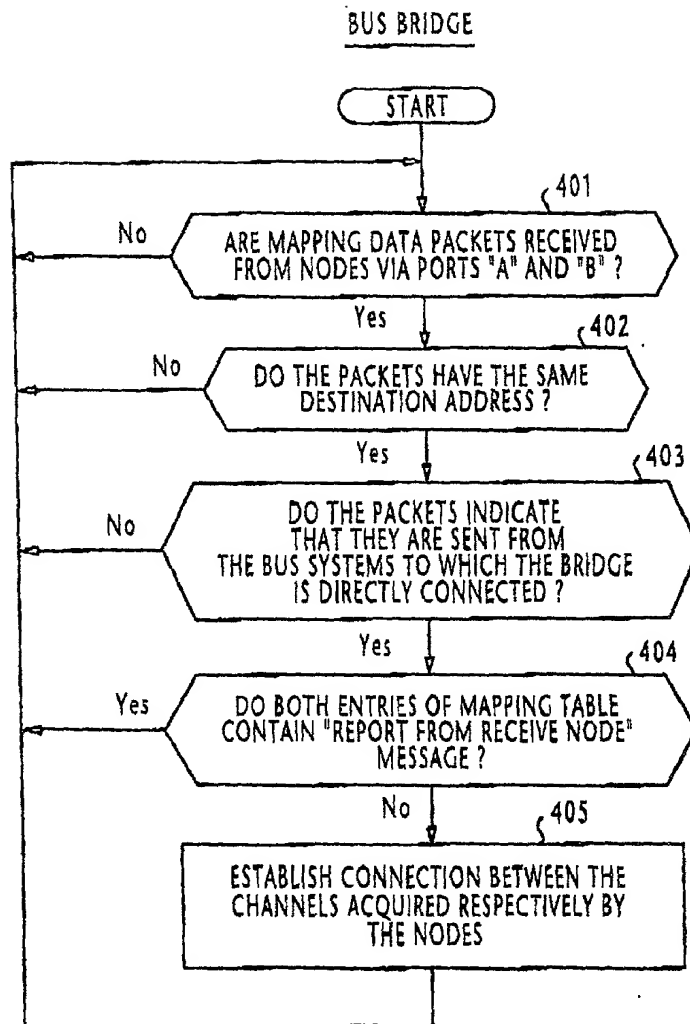 BUS BRIDGE
START
401
No
ARE MAPPING DATA PACKETS RECEIVED
FROM NODES VIA PORTS "A" AND "B" ?
Yes
402
No
DO THE PACKETS HAVE THE SAME
DESTINATION ADDRESS ?
Yes
403
No
DO THE PACKETS INDICATE
THAT THEY ARE SENT FROM
THE BUS SYSTEMS TO WHICH THE BRIDGE
IS DIRECTLY CONNECTED ?
Yes
404
Yes
DO BOTH ENTRIES OF MAPPING TABLE
CONTAIN "REPORT FROM RECEIVE NODE"
MESSAGE ?
No
405
ESTABLISH CONNECTION BETWEEN THE
CHANNELS ACQUIRED RESPECTIVELY BY
THE NODES